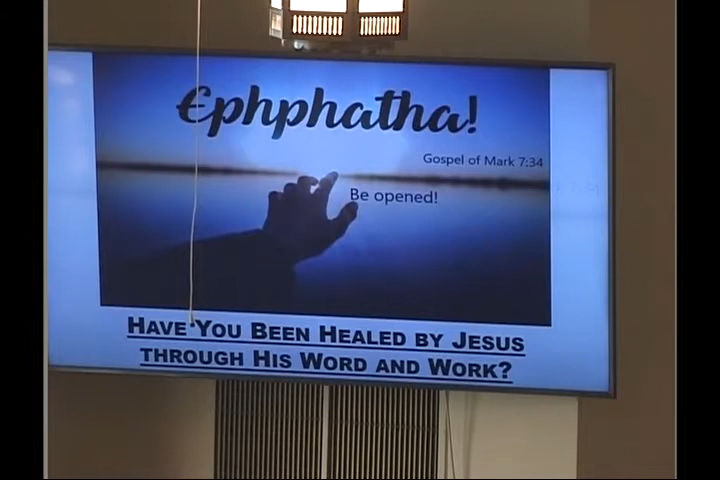 Ephphatha!
Gospel of Mark 7:34
Be opened!
HAVE YOU BEEN HEALED BY JESUS
THROUGH HIS WORD AND WORK?